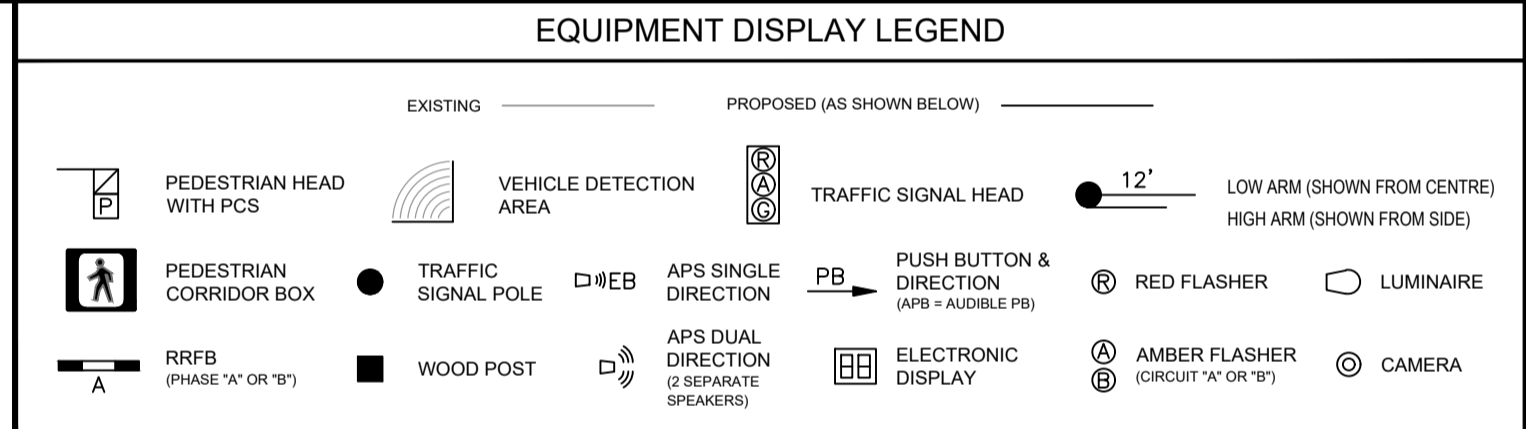 EQUIPMENT DISPLAY LEGEND
EXISTING
PROPOSED (AS SHOWN BELOW)
P
PEDESTRIAN HEAD
WITH PCS
VEHICLE DETECTION
AREA
R
A
G
TRAFFIC SIGNAL HEAD
12'
LOW ARM (SHOWN FROM CENTRE)
HIGH ARM (SHOWN FROM SIDE)
PEDESTRIAN
CORRIDOR BOX
TRAFFIC
SIGNAL POLE
EB
APS SINGLE
DIRECTION
PB
PUSH BUTTON &
DIRECTION
(APB = AUDIBLE PB)
R
RED FLASHER
LUMINAIRE
A
RRFB
(PHASE "A" OR "B")
WOOD POST
APS DUAL
DIRECTION
(2 SEPARATE
SPEAKERS)
ELECTRONIC
DISPLAY
A
B
AMBER FLASHER
(CIRCUIT "A" OR "B")
CAMERA